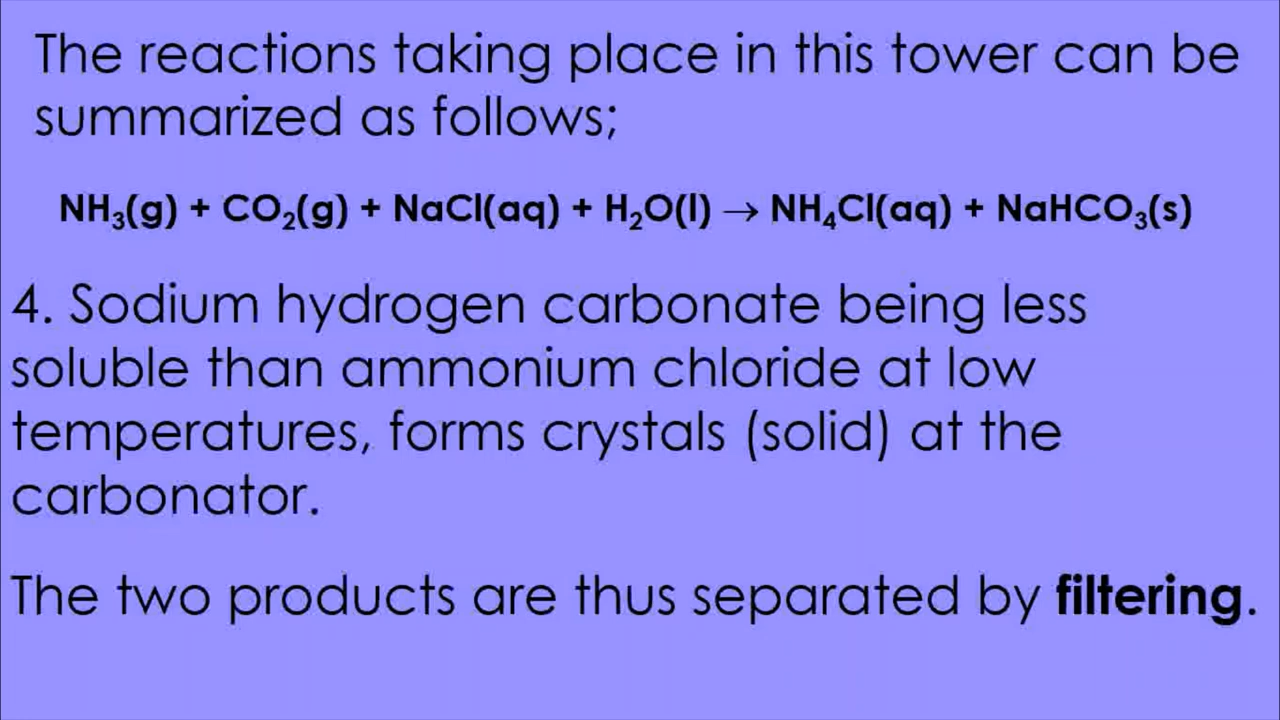 The reactions taking place in this tower can be
summarized as follows;
NH₃(g) + CO₂(g) + NaCl(aq) + H₂O(l) → NH₄Cl(aq) + NaHCO₃(s)
4. Sodium hydrogen carbonate being less
soluble than ammonium chloride at low
temperatures, forms crystals (solid) at the
carbonator.
The two products are thus separated by filtering.